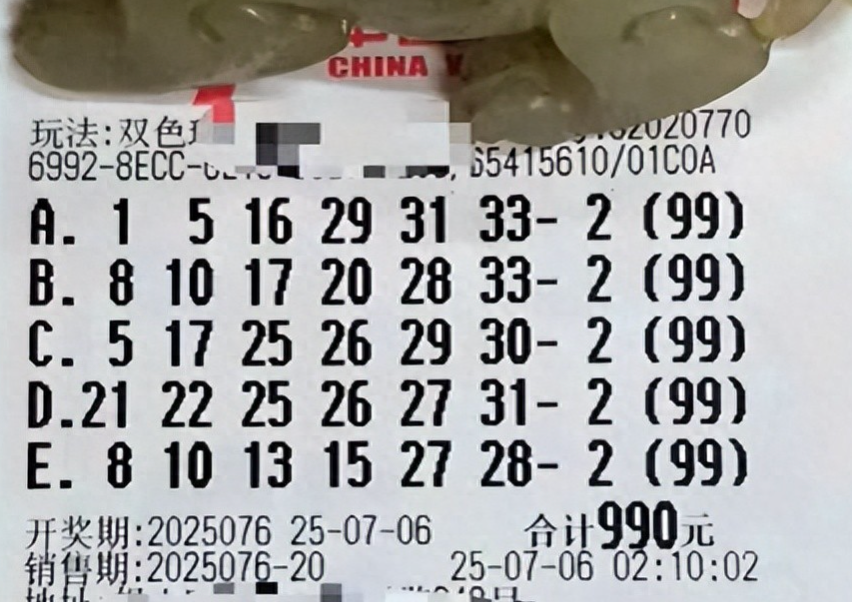 CHINA
玩法:双色
2020770
6992-8ECC- 65415610/01C0A
A. 1 5 16 29 31 33- 2 (99)
B. 8 10 17 20 28 33- 2 (99)
C. 5 17 25 26 29 30- 2 (99)
D.21 22 25 26 27 31- 2 (99)
E. 8 10 13 15 27 28- 2 (99)
开奖期:2025076 25-07-06 合计990元
销售期:2025076-20 25-07-06 02:10:02